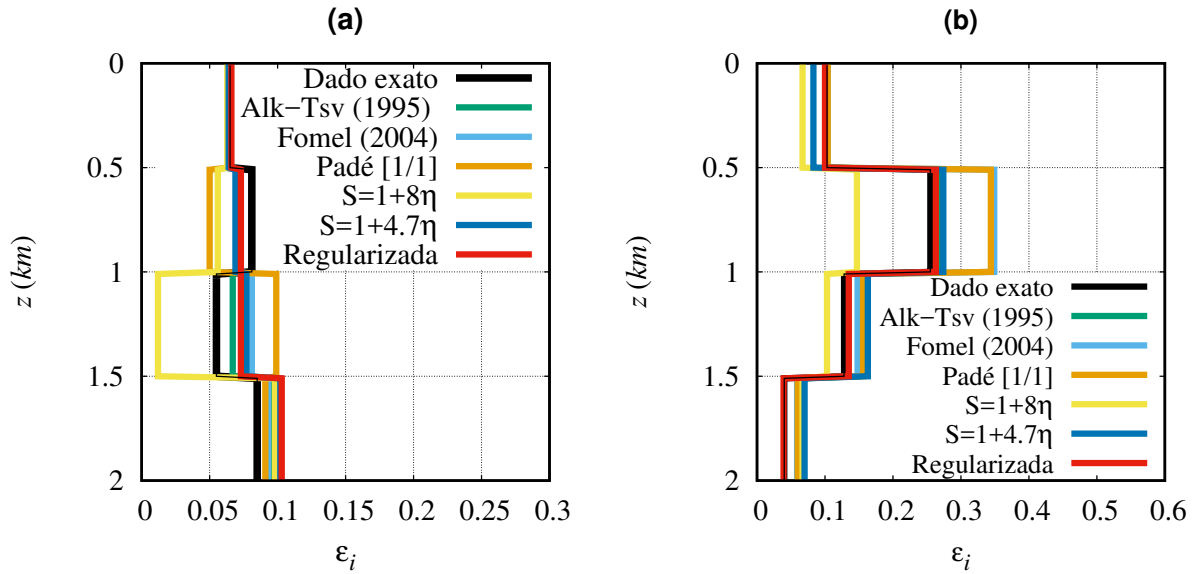 (a)
0
0.5
1
1.5
2
z (km)
0
0.05
0.1
0.15
0.2
0.25
0.3
εi
Dado exato
Alk−Tsv (1995)
Fomel (2004)
Padé [1/1]
S=1+8η
S=1+4.7η
Regularizada
(b)
0
0.5
1
1.5
2
z (km)
0
0.1
0.2
0.3
0.4
0.5
0.6
εi
Dado exato
Alk−Tsv (1995)
Fomel (2004)
Padé [1/1]
S=1+8η
S=1+4.7η
Regularizada